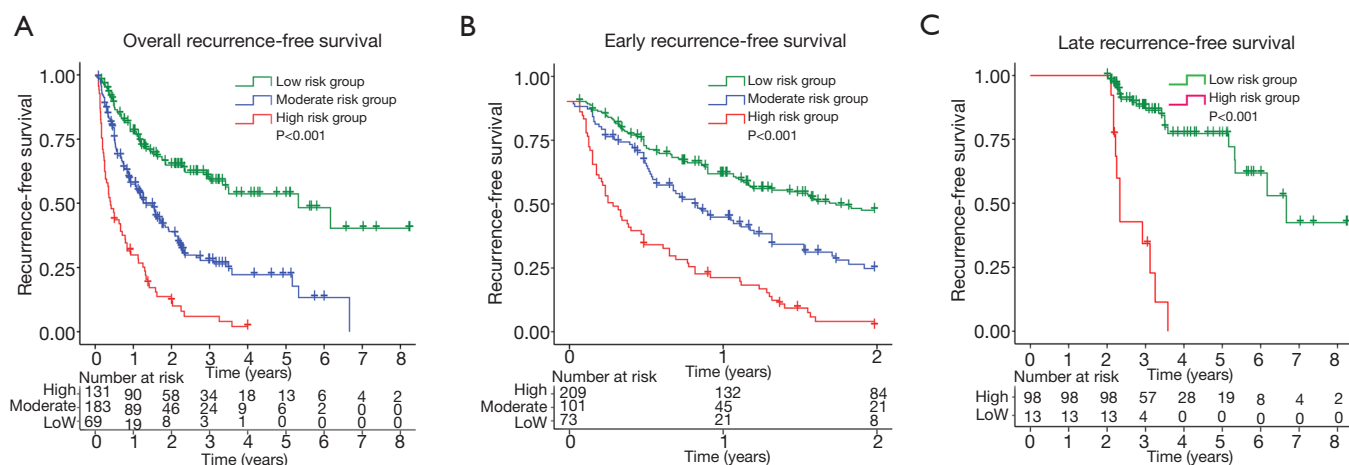 A
Overall recurrence-free survival
Recurrence-free survival
1.00
0.75
0.50
0.25
0.00
Low risk group
Moderate risk group
High risk group
P<0.001
0 1 2 3 4 5 6 7 8
Time (years)
Number at risk
High 131 90 58 34 18 13 6 4 2
Moderate 183 89 46 24 9 6 2 0 0
LoW 69 19 8 3 1 0 0 0 0
0 1 2 3 4 5 6 7 8
Time (years)
B
Early recurrence-free survival
Recurrence-free survival
1.00
0.75
0.50
0.25
0.00
Low risk group
Moderate risk group
High risk group
P<0.001
0 1 2
Time (years)
Number at risk
High 209 132 84
Moderate 101 45 21
LoW 73 21 8
0 1 2
Time (years)
C
Late recurrence-free survival
Recurrence-free survival
1.00
0.75
0.50
0.25
0.00
Low risk group
High risk group
P<0.001
0 1 2 3 4 5 6 7 8
Time (years)
Number at risk
High 98 98 98 57 28 19 8 4 2
LoW 13 13 13 4 0 0 0 0 0
0 1 2 3 4 5 6 7 8
Time (years)